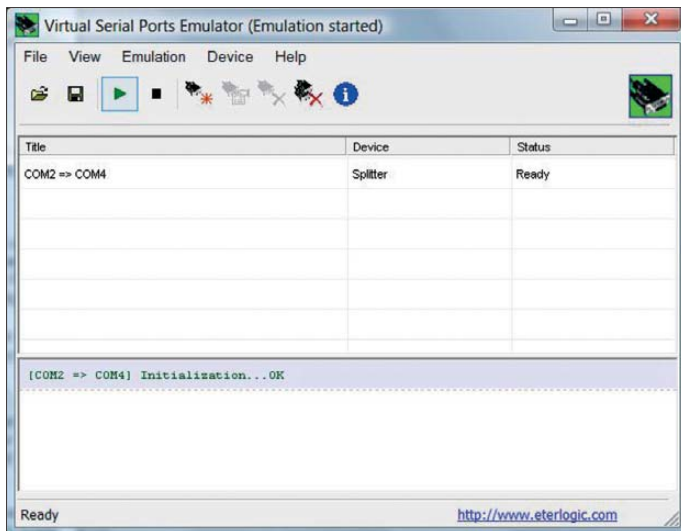 Virtual Serial Ports Emulator (Emulation started)
File View Emulation Device Help
Title Device Status
COM2 => COM4 Splitter Ready
[COM2 => COM4] Initialization...OK
Ready http://www.eterlogic.com